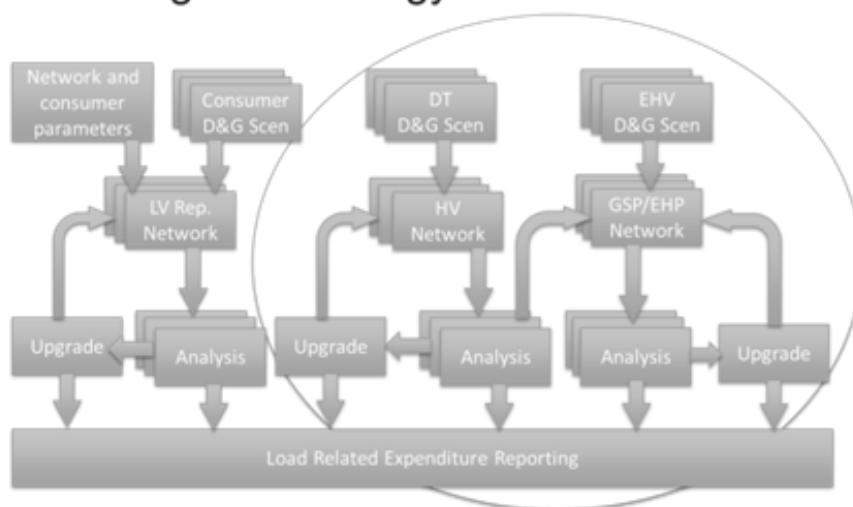 Network and
consumer
parameters
Consumer
D&G Scen
DT
D&G Scen
EHV
D&G Scen
LV Rep.
Network
HV
Network
GSP/EHP
Network
Upgrade
Analysis
Upgrade
Analysis
Analysis
Upgrade
Load Related Expenditure Reporting